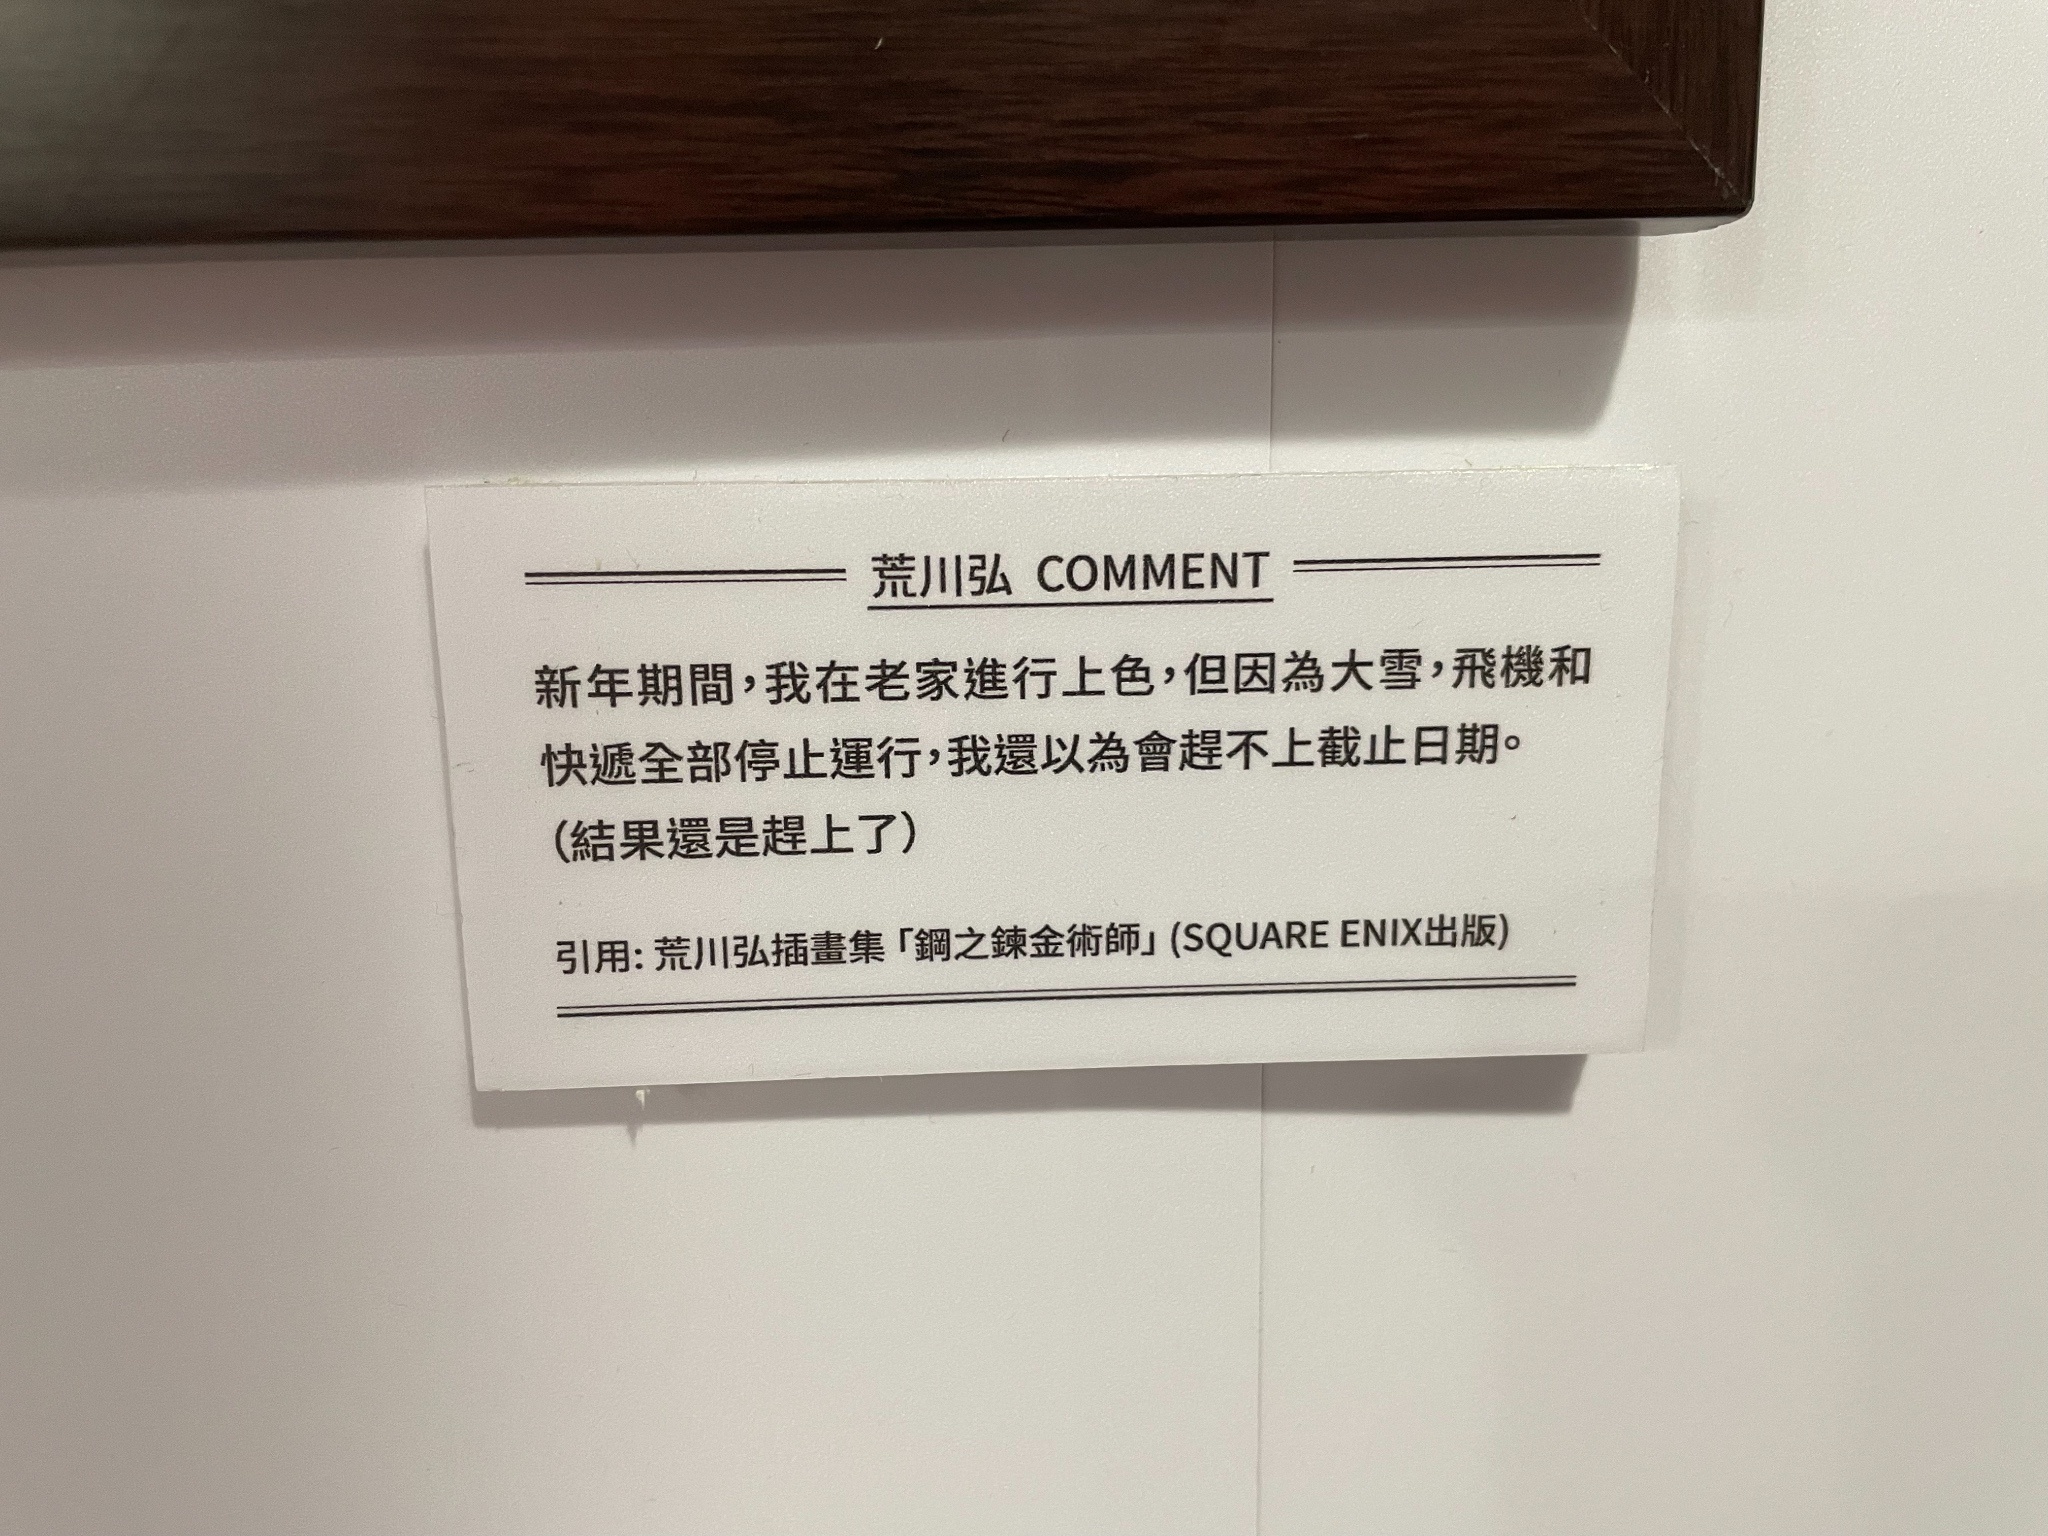 荒川弘 COMMENT
新年期間，我在老家進行上色，但因為大雪，飛機和
快遞全部停止運行，我還以為會趕不上截止日期。
（結果還是趕上了）
引用: 荒川弘插畫集「鋼之鍊金術師」(SQUARE ENIX出版)